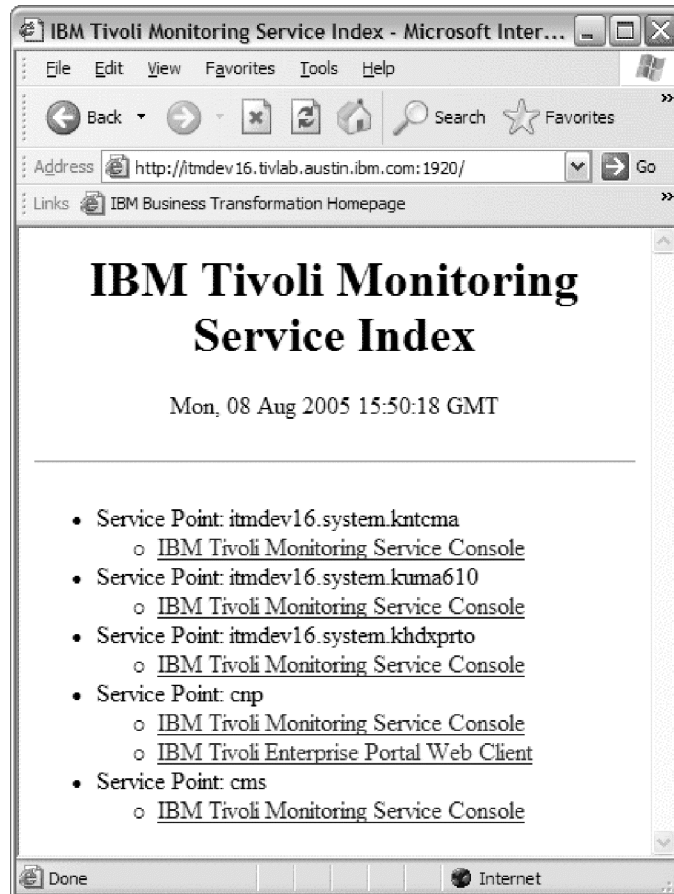 IBM Tivoli Monitoring Service Index - Microsoft Inter...
File Edit View Favorites Tools Help
Back Search Favorites »
Address http://itmdev16.tivlab.austin.ibm.com:1920/ Go
Links IBM Business Transformation Homepage »
IBM Tivoli Monitoring
Service Index
Mon, 08 Aug 2005 15:50:18 GMT
• Service Point: itmdev16.system.kntcma
o IBM Tivoli Monitoring Service Console
• Service Point: itmdev16.system.kuma610
o IBM Tivoli Monitoring Service Console
• Service Point: itmdev16.system.khdxprto
o IBM Tivoli Monitoring Service Console
• Service Point: cnp
o IBM Tivoli Monitoring Service Console
o IBM Tivoli Enterprise Portal Web Client
• Service Point: cms
o IBM Tivoli Monitoring Service Console
Done Internet